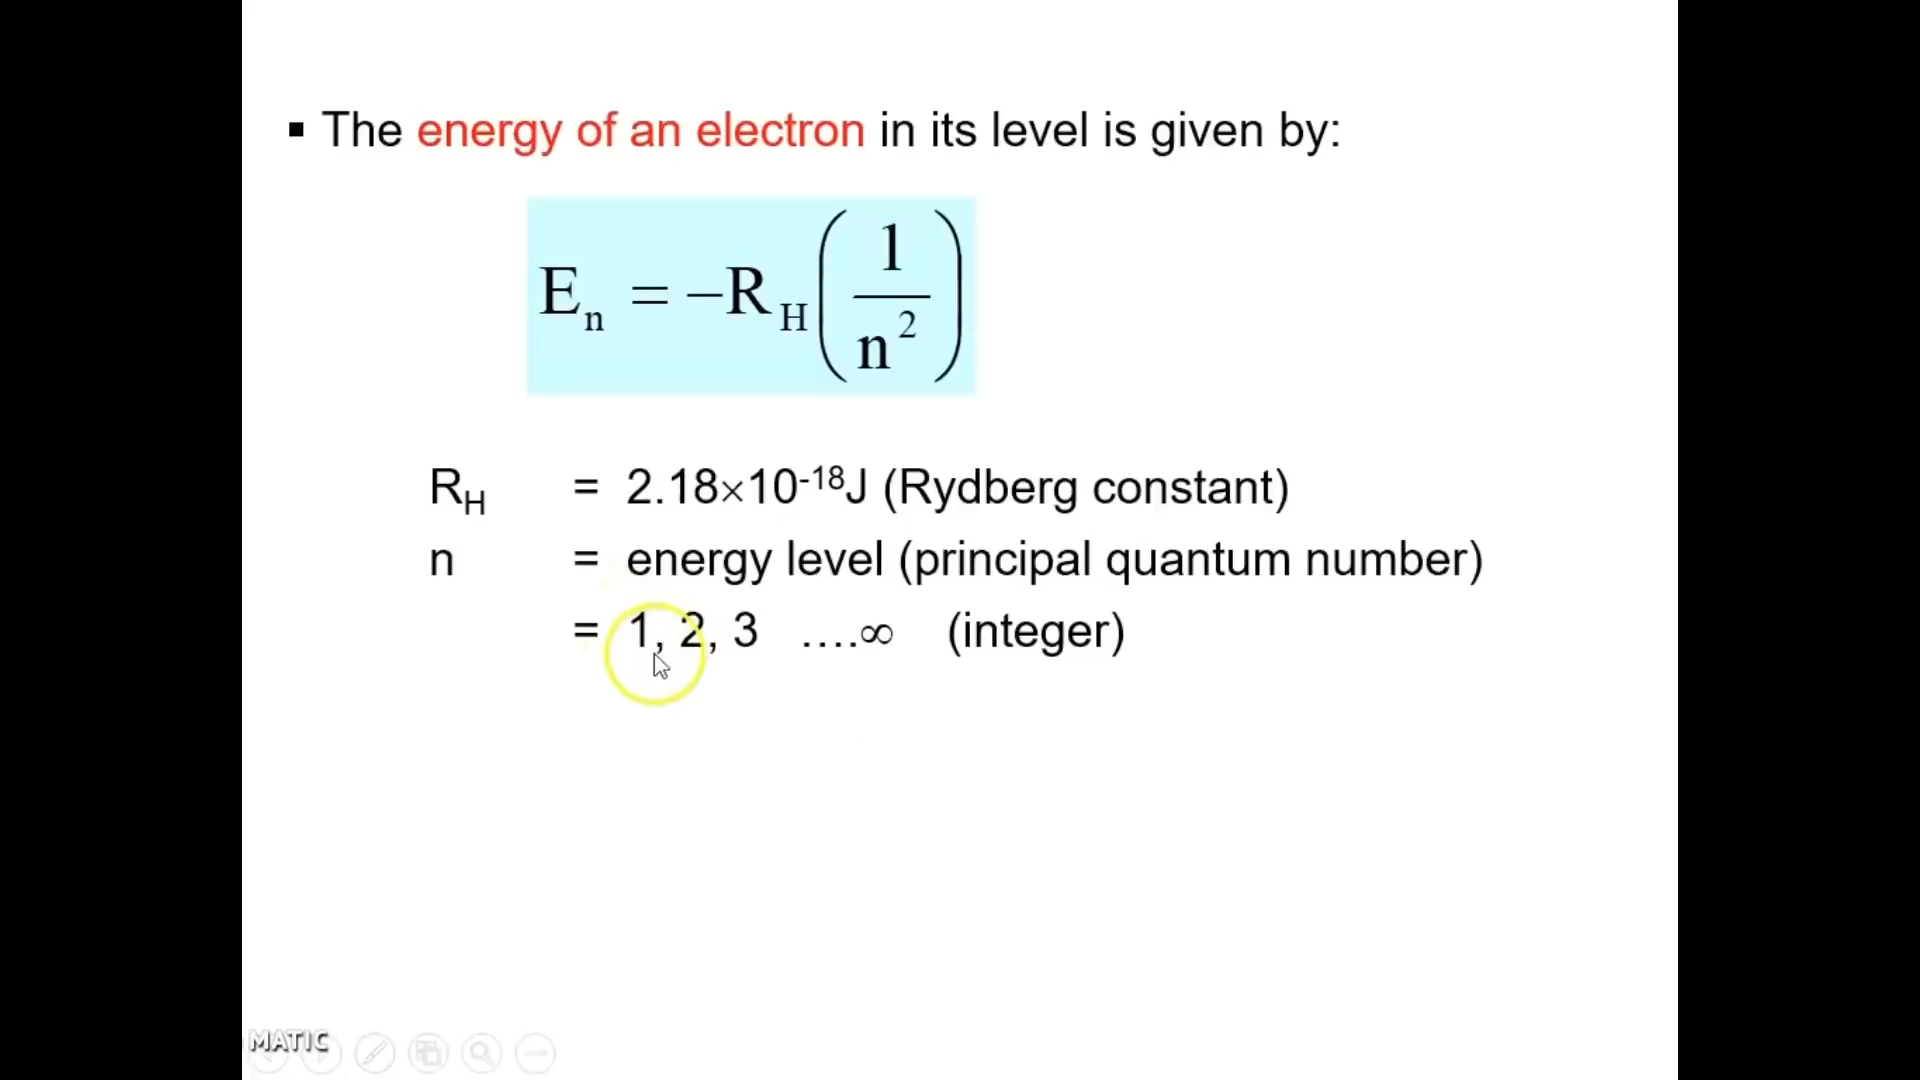 ▪ The energy of an electron in its level is given by:
Eₙ = −R_H (1/n²)
R_H = 2.18×10⁻¹⁸J (Rydberg constant)
n = energy level (principal quantum number)
= 1, 2, 3 ....∞ (integer)
MATIC